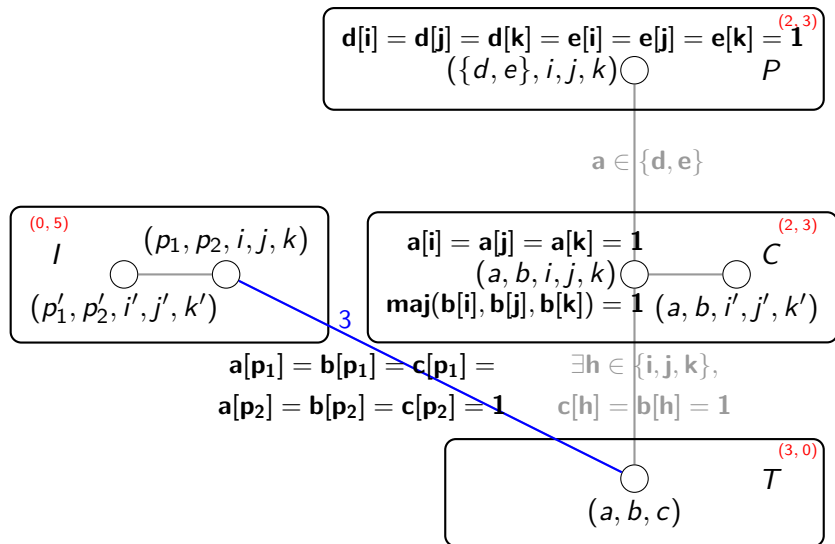 (2, 3)
d[i] = d[j] = d[k] = e[i] = e[j] = e[k] = 1
({d, e}, i, j, k)
P
a ∈ {d, e}
(0, 5)
I
(p₁, p₂, i, j, k)
(p′₁, p′₂, i′, j′, k′)
(2, 3)
a[i] = a[j] = a[k] = 1
C
(a, b, i, j, k)
maj(b[i], b[j], b[k]) = 1
(a, b, i′, j′, k′)
3
a[p₁] = b[p₁] = c[p₁] =
a[p₂] = b[p₂] = c[p₂] = 1
∃h ∈ {i, j, k},
c[h] = b[h] = 1
(3, 0)
T
(a, b, c)